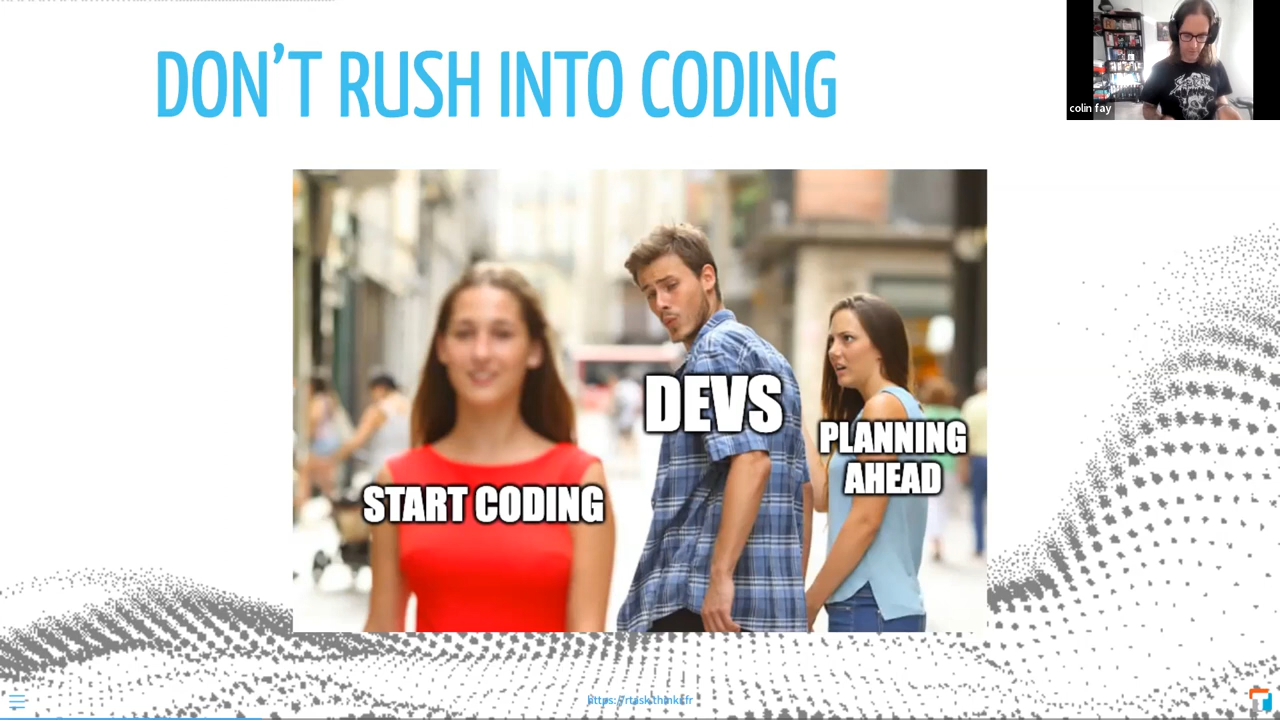 DON'T RUSH INTO CODING
colin fay
START CODING
DEVS
PLANNING
AHEAD
https://rtask.thinkr.fr